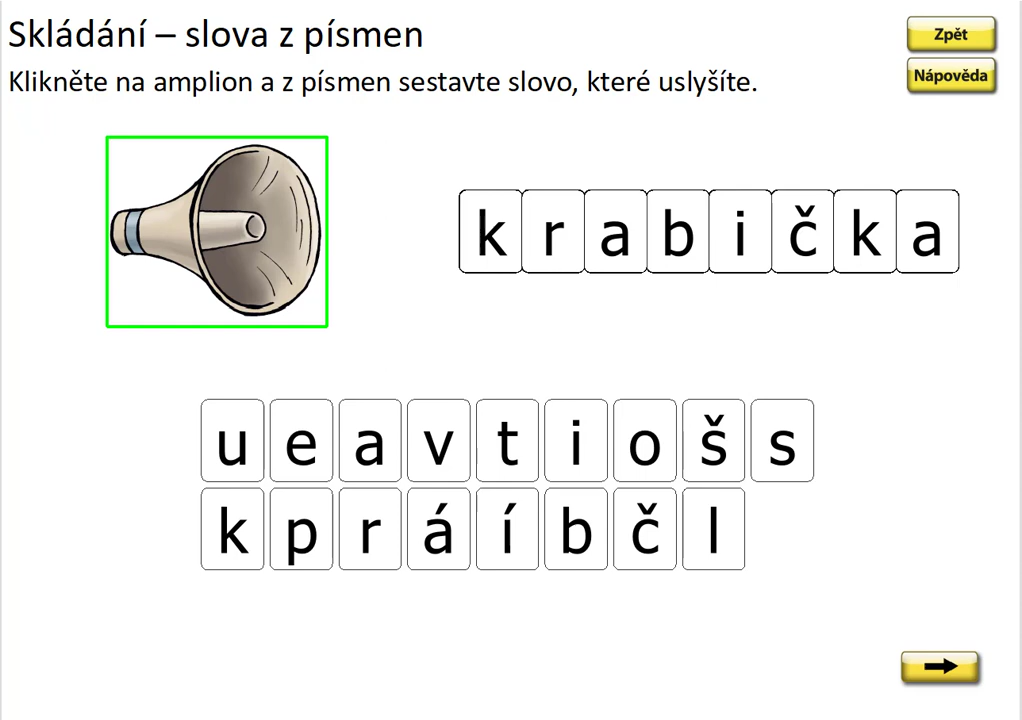 Skládání – slova z písmen
Zpět
Klikněte na amplion a z písmen sestavte slovo, které uslyšíte.
Nápověda
k r a b i č k a
u e a v t i o š s
k p r á í b č l